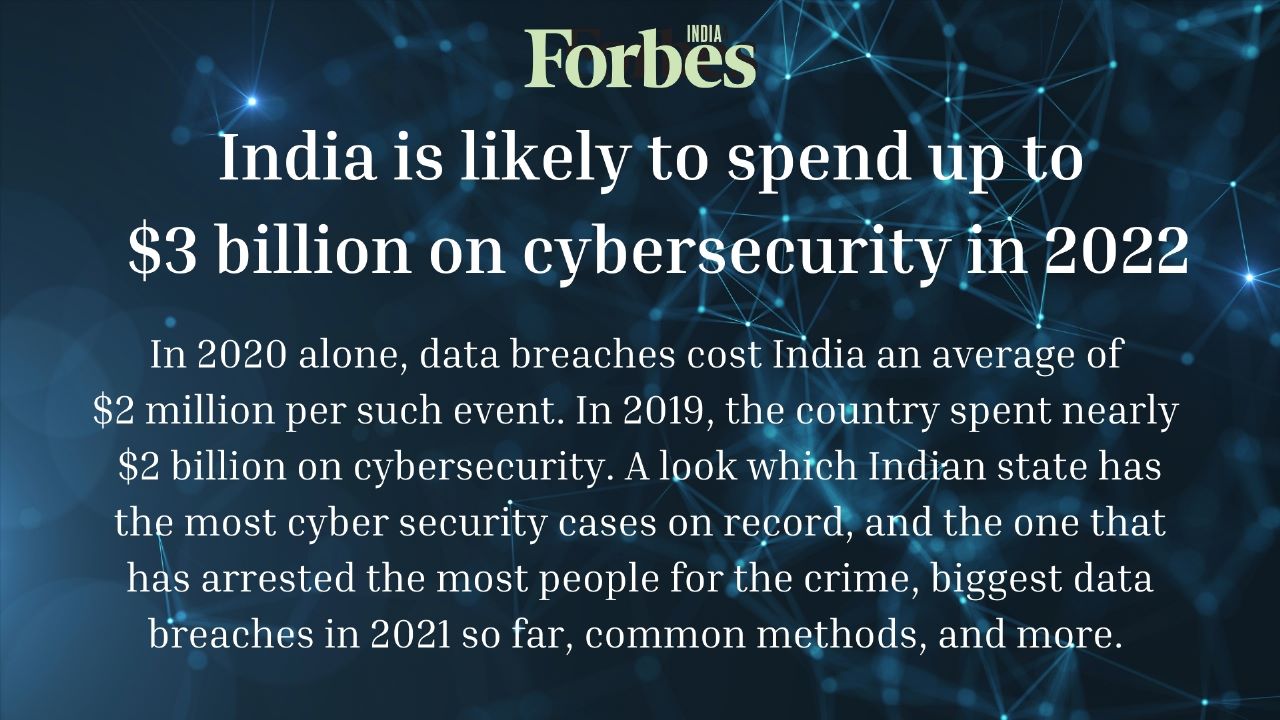 Forbes INDIA
India is likely to spend up to
$3 billion on cybersecurity in 2022
In 2020 alone, data breaches cost India an average of
$2 million per such event. In 2019, the country spent nearly
$2 billion on cybersecurity. A look which Indian state has
the most cyber security cases on record, and the one that
has arrested the most people for the crime, biggest data
breaches in 2021 so far, common methods, and more.